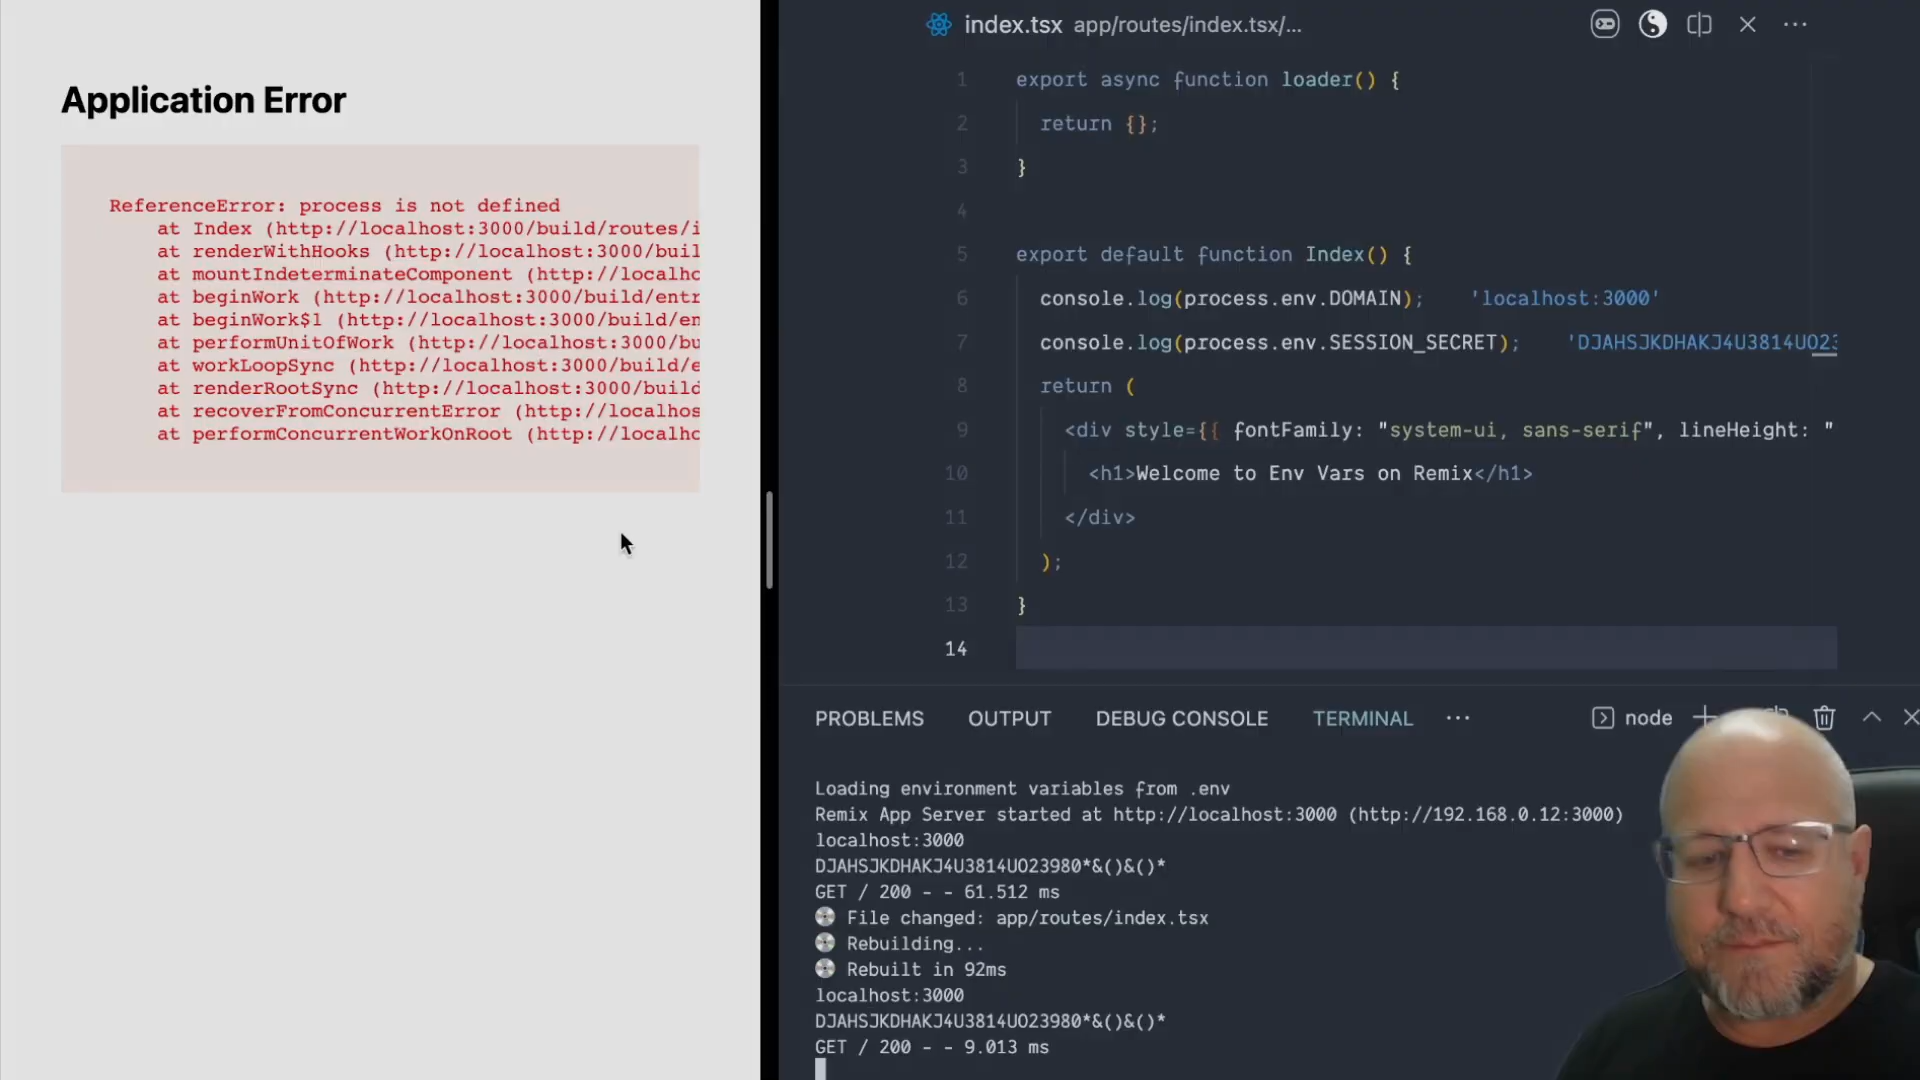 Application Error
ReferenceError: process is not defined
at Index (http://localhost:3000/build/routes/i
at renderWithHooks (http://localhost:3000/buil
at mountIndeterminateComponent (http://localho
at beginWork (http://localhost:3000/build/entr
at beginWork$1 (http://localhost:3000/build/en
at performUnitOfWork (http://localhost:3000/bu
at workLoopSync (http://localhost:3000/build/e
at renderRootSync (http://localhost:3000/build
at recoverFromConcurrentError (http://localhos
at performConcurrentWorkOnRoot (http://localho
index.tsx app/routes/index.tsx/...
1 export async function loader() {
2 return {};
3 }
4
5 export default function Index() {
6 console.log(process.env.DOMAIN); 'localhost:3000'
7 console.log(process.env.SESSION_SECRET); 'DJAHSJKDHAKJ4U3814UO23
8 return (
9 <div style={{ fontFamily: "system-ui, sans-serif", lineHeight: "
10 <h1>Welcome to Env Vars on Remix</h1>
11 </div>
12 );
13 }
14
PROBLEMS OUTPUT DEBUG CONSOLE TERMINAL ... node
Loading environment variables from .env
Remix App Server started at http://localhost:3000 (http://192.168.0.12:3000)
localhost:3000
DJAHSJKDHAKJ4U3814UO23980*&()&()*
GET / 200 - - 61.512 ms
File changed: app/routes/index.tsx
Rebuilding...
Rebuilt in 92ms
localhost:3000
DJAHSJKDHAKJ4U3814UO23980*&()&()*
GET / 200 - - 9.013 ms